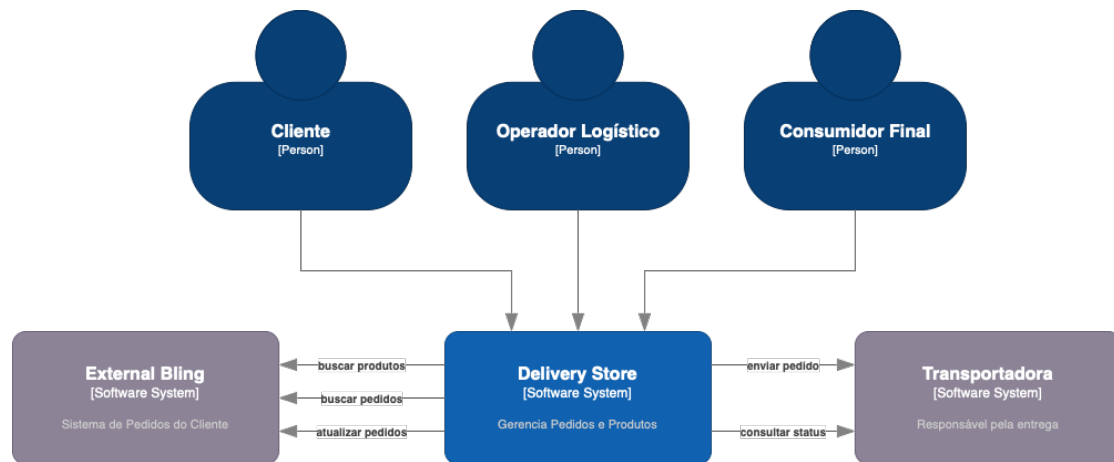 Cliente
[Person]
Operador Logístico
[Person]
Consumidor Final
[Person]
External Bling
[Software System]
Sistema de Pedidos do Cliente
buscar produtos
buscar pedidos
atualizar pedidos
Delivery Store
[Software System]
Gerencia Pedidos e Produtos
enviar pedido
consultar status
Transportadora
[Software System]
Responsável pela entrega